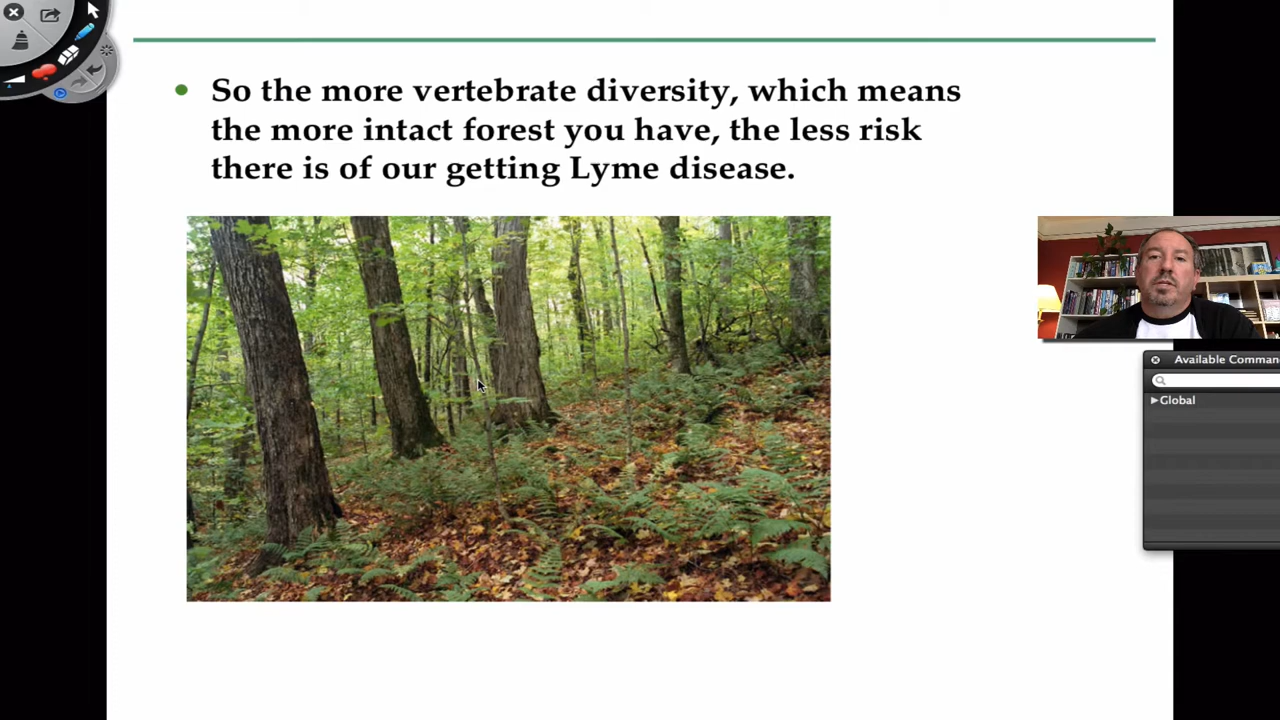 So the more vertebrate diversity, which means
the more intact forest you have, the less risk
there is of our getting Lyme disease.
Available Comman
Global